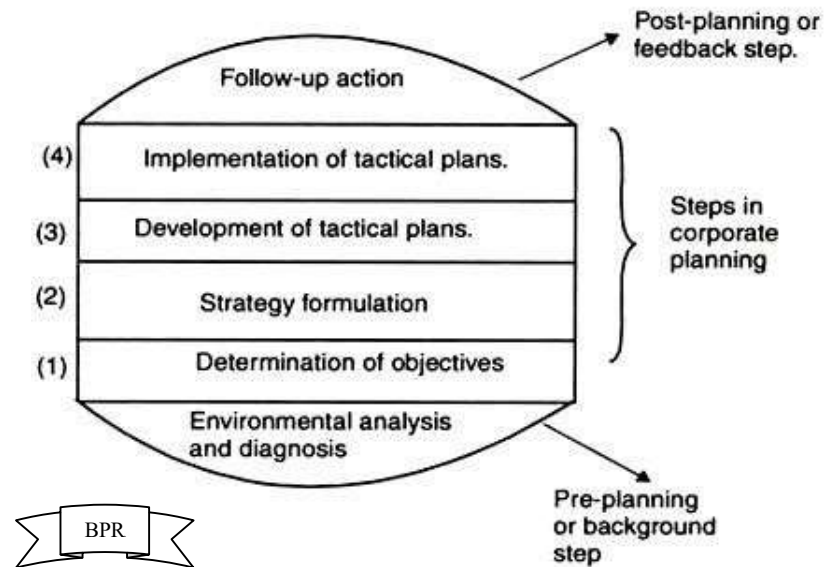 Post-planning or
feedback step.
Follow-up action
(4) Implementation of tactical plans.
(3) Development of tactical plans.
Steps in
corporate
planning
(2) Strategy formulation
(1) Determination of objectives
Environmental analysis
and diagnosis
Pre-planning
or background
step
BPR